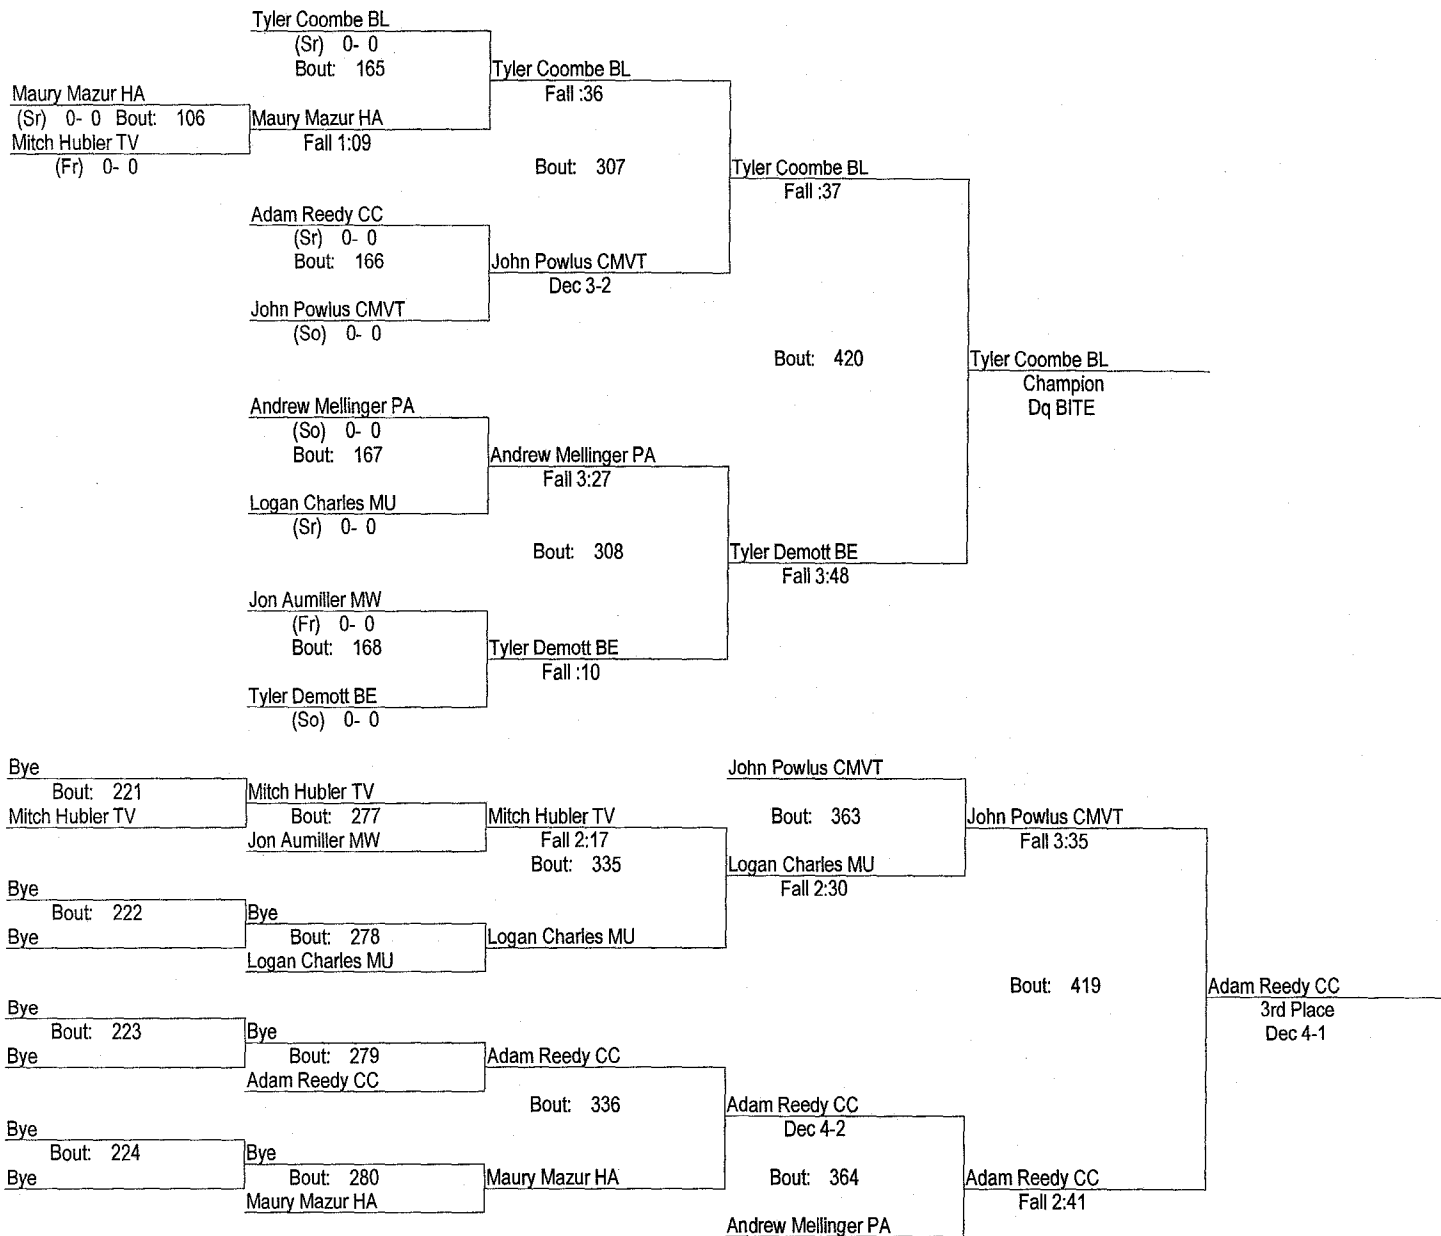 Tyler Coombe BL
(Sr) 0- 0
Bout: 165
Tyler Coombe BL
Fall :36
Maury Mazur HA
(Sr) 0- 0 Bout: 106
Maury Mazur HA
Fall 1:09
Mitch Hubler TV
(Fr) 0- 0
Bout: 307
Tyler Coombe BL
Fall :37
Adam Reedy CC
(Sr) 0- 0
Bout: 166
John Powlus CMVT
Dec 3-2
John Powlus CMVT
(So) 0- 0
Bout: 420
Tyler Coombe BL
Champion
Dq BITE
Andrew Mellinger PA
(So) 0- 0
Bout: 167
Andrew Mellinger PA
Fall 3:27
Logan Charles MU
(Sr) 0- 0
Bout: 308
Tyler Demott BE
Fall 3:48
Jon Aumiller MW
(Fr) 0- 0
Bout: 168
Tyler Demott BE
Fall :10
Tyler Demott BE
(So) 0- 0
Bye
Bout: 221
Mitch Hubler TV
Mitch Hubler TV
Bout: 277
Jon Aumiller MW
Mitch Hubler TV
Fall 2:17
Bout: 335
John Powlus CMVT
Bout: 363
John Powlus CMVT
Fall 3:35
Logan Charles MU
Fall 2:30
Bye
Bout: 222
Bye
Bye
Bout: 278
Logan Charles MU
Logan Charles MU
Bout: 419
Adam Reedy CC
3rd Place
Dec 4-1
Bye
Bout: 223
Bye
Bye
Bout: 279
Adam Reedy CC
Adam Reedy CC
Bout: 336
Adam Reedy CC
Dec 4-2
Bye
Bout: 224
Bye
Bye
Bout: 280
Maury Mazur HA
Maury Mazur HA
Bout: 364
Adam Reedy CC
Fall 2:41
Andrew Mellinger PA